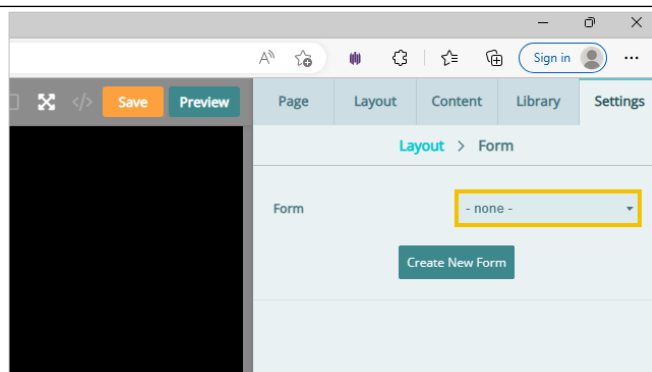 A
Sign in
</>
Save
Preview
Page
Layout
Content
Library
Settings
Layout > Form
Form
- none -
Create New Form